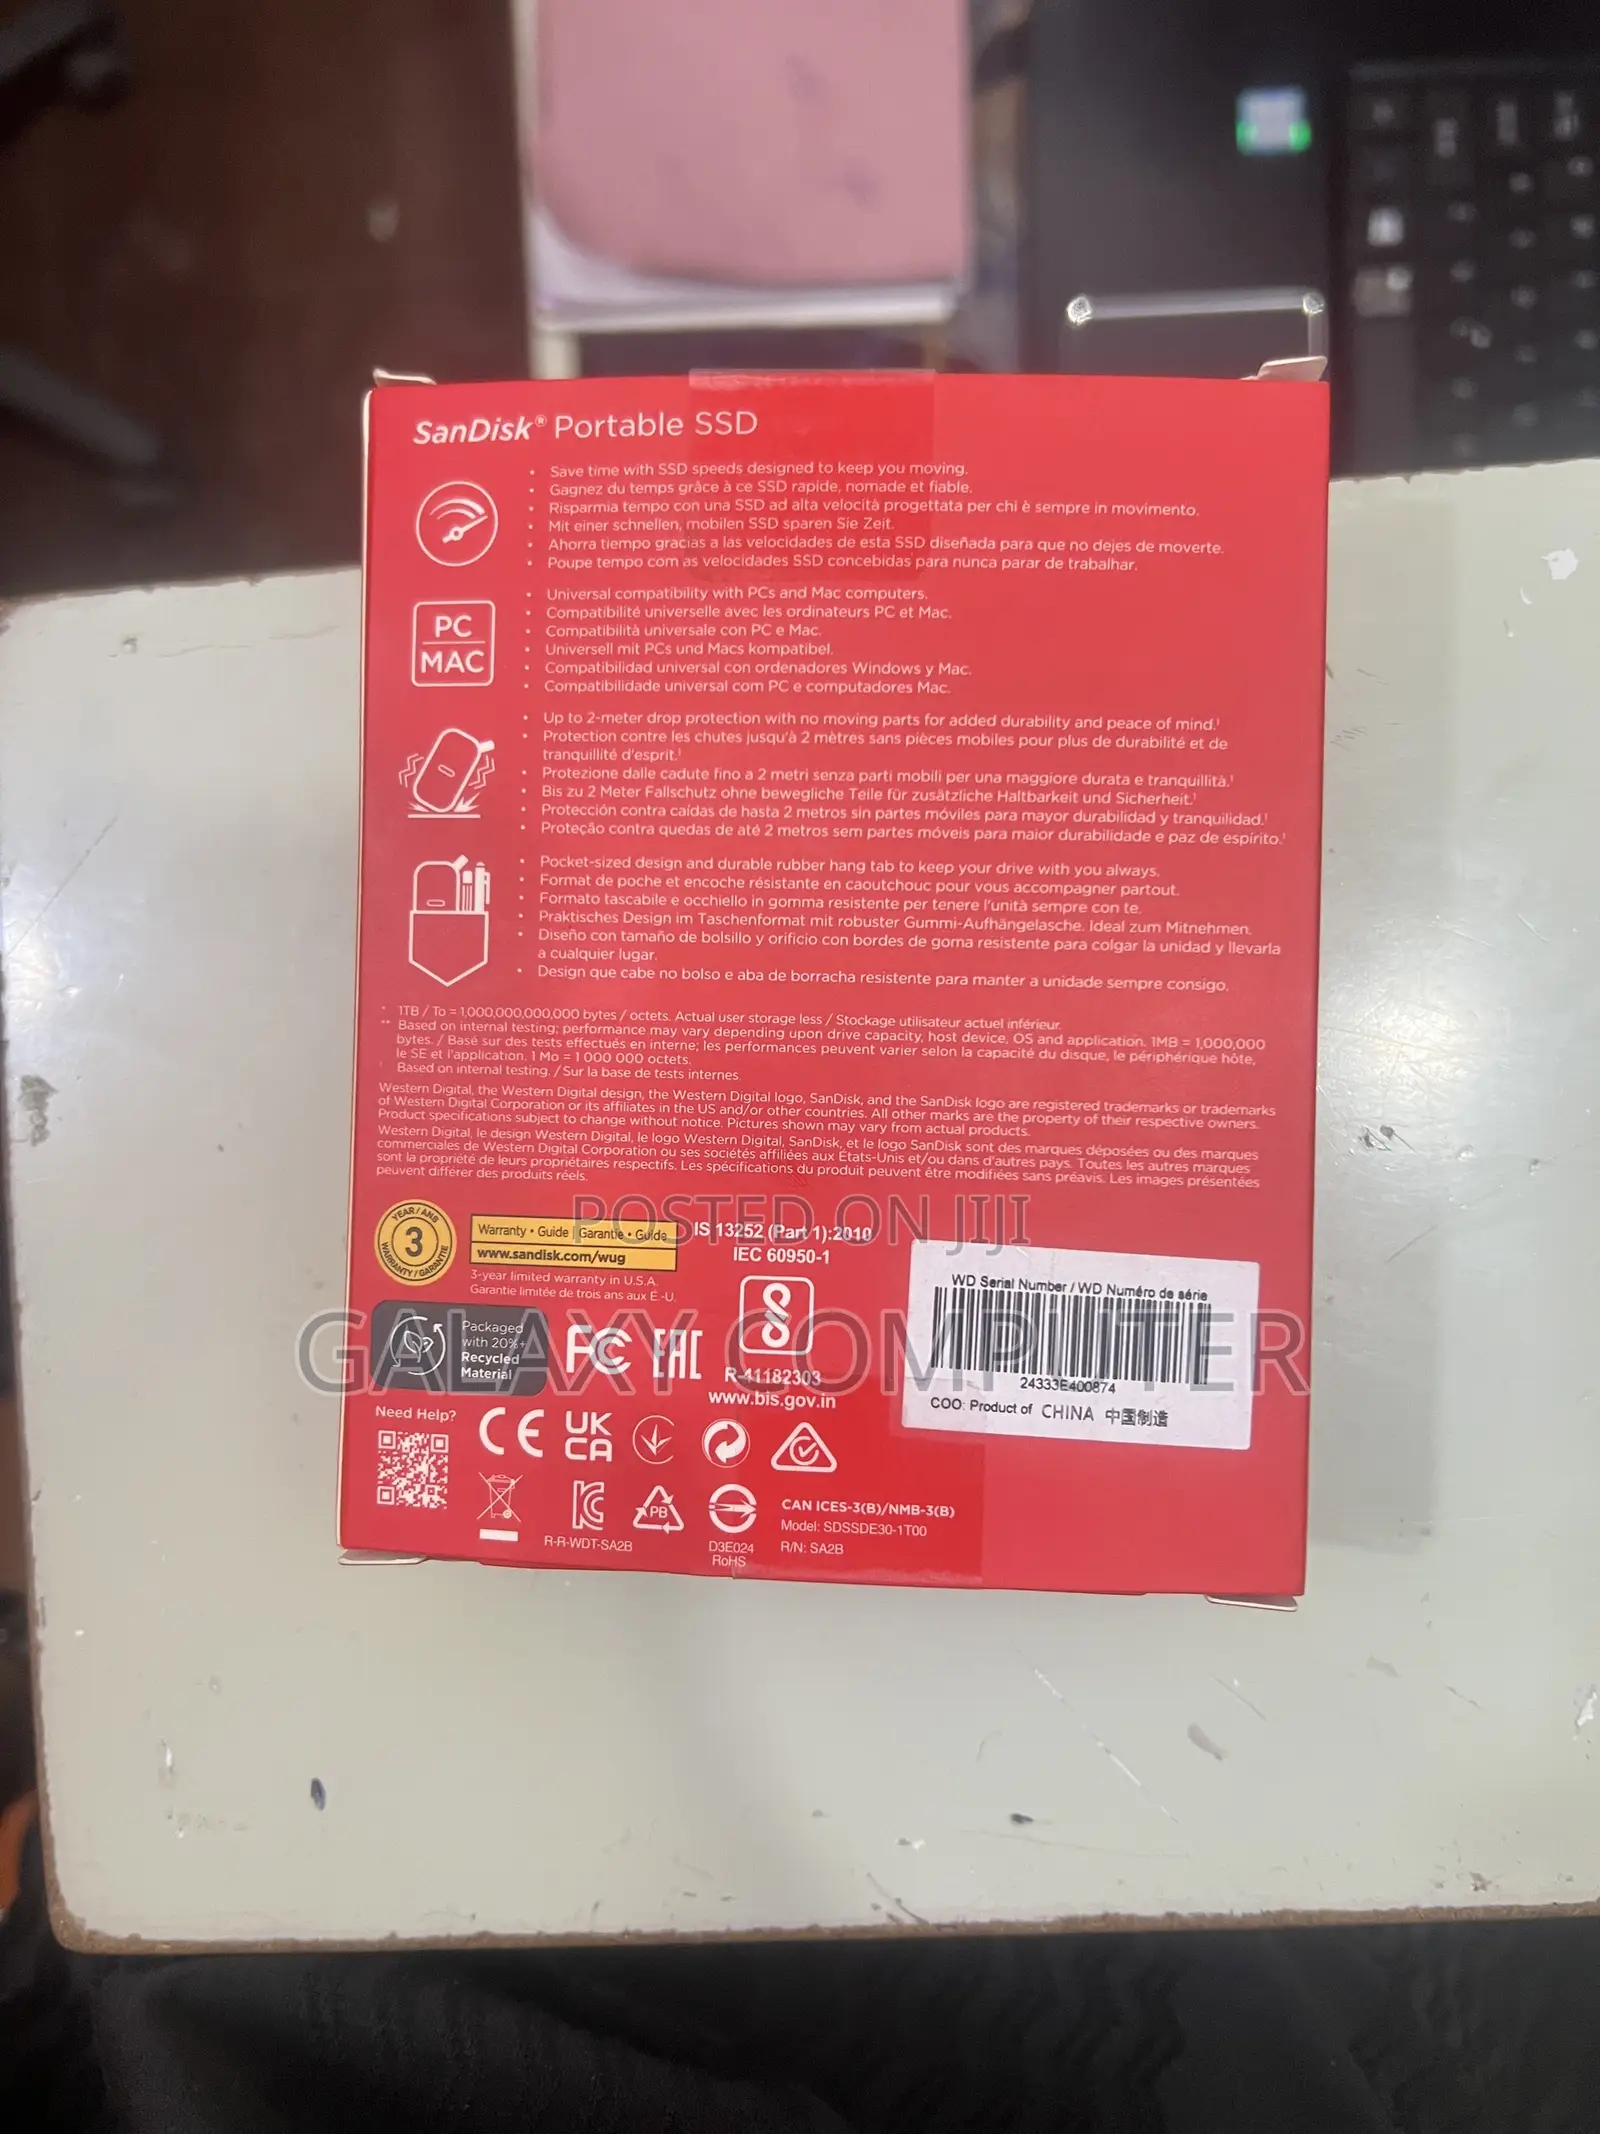 SanDisk® Portable SSD
• Save time with SSD speeds designed to keep you moving.
• Gagnez du temps grâce à ce SSD rapide, nomade et fiable.
• Risparmia tempo con una SSD ad alta velocità progettata per chi è sempre in movimento.
• Mit einer schnellen, mobilen SSD sparen Sie Zeit.
• Ahorra tiempo gracias a las velocidades de esta SSD diseñada para que no dejes de moverte.
• Poupe tempo com as velocidades SSD concebidas para nunca parar de trabalhar.
PC
MAC
• Universal compatibility with PCs and Mac computers.
• Compatibilité universelle avec les ordinateurs PC et Mac.
• Compatibilità universale con PC e Mac.
• Universell mit PCs und Macs kompatibel.
• Compatibilidad universal con ordenadores Windows y Mac.
• Compatibilidade universal com PC e computadores Mac.
• Up to 2-meter drop protection with no moving parts for added durability and peace of mind.¹
• Protection contre les chutes jusqu'à 2 mètres sans pièces mobiles pour plus de durabilité et de
tranquillité d'esprit.¹
• Protezione dalle cadute fino a 2 metri senza parti mobili per una maggiore durata e tranquillità.¹
• Bis zu 2 Meter Fallschutz ohne bewegliche Teile für zusätzliche Haltbarkeit und Sicherheit.¹
• Protección contra caídas de hasta 2 metros sin partes móviles para mayor durabilidad y tranquilidad.¹
• Proteção contra quedas de até 2 metros sem partes móveis para maior durabilidade e paz de espírito.¹
• Pocket-sized design and durable rubber hang tab to keep your drive with you always.
• Format de poche et encoche résistante en caoutchouc pour vous accompagner partout.
• Formato tascabile e occhiello in gomma resistente per tenere l'unità sempre con te.
• Praktisches Design im Taschenformat mit robuster Gummi-Aufhängelasche. Ideal zum Mitnehmen.
• Diseño con tamaño de bolsillo y orificio con bordes de goma resistente para colgar la unidad y llevarla
a cualquier lugar.
• Design que cabe no bolso e aba de borracha resistente para manter a unidade sempre consigo.
* 1TB / To = 1,000,000,000,000 bytes / octets. Actual user storage less / Stockage utilisateur actuel inférieur.
** Based on internal testing; performance may vary depending upon drive capacity, host device, OS and application. 1MB = 1,000,000
bytes. / Basé sur des tests effectués en interne; les performances peuvent varier selon la capacité du disque, le périphérique hôte,
le SE et l'application. 1 Mo = 1 000 000 octets.
¹ Based on internal testing. / Sur la base de tests internes.
Western Digital, the Western Digital design, the Western Digital logo, SanDisk, and the SanDisk logo are registered trademarks or trademarks
of Western Digital Corporation or its affiliates in the US and/or other countries. All other marks are the property of their respective owners.
Product specifications subject to change without notice. Pictures shown may vary from actual products.
Western Digital, le design Western Digital, le logo Western Digital, SanDisk, et le logo SanDisk sont des marques déposées ou des marques
commerciales de Western Digital Corporation ou ses sociétés affiliées aux États-Unis et/ou dans d'autres pays. Toutes les autres marques
sont la propriété de leurs propriétaires respectifs. Les spécifications du produit peuvent être modifiées sans préavis. Les images présentées
peuvent différer des produits réels.
POSTED ON JIJI
YEAR / ANS
3
WARRANTY / GARANTIE
Warranty • Guide | Garantie • Guide
www.sandisk.com/wug
3-year limited warranty in U.S.A.
Garantie limitée de trois ans aux É.-U.
IS 13252 (Part 1):2010
IEC 60950-1
R-41182303
www.bis.gov.in
GALAXY COMPUTER
Packaged
with 20%+
Recycled
Material
FC
EAC
WD Serial Number / WD Numéro de série
24333E400874
COO: Product of CHINA 中国制造
Need Help?
CE
UK
CA
R-R-WDT-SA2B
PB
D3E024
RoHS
CAN ICES-3(B)/NMB-3(B)
Model: SDSSDE30-1T00
R/N: SA2B